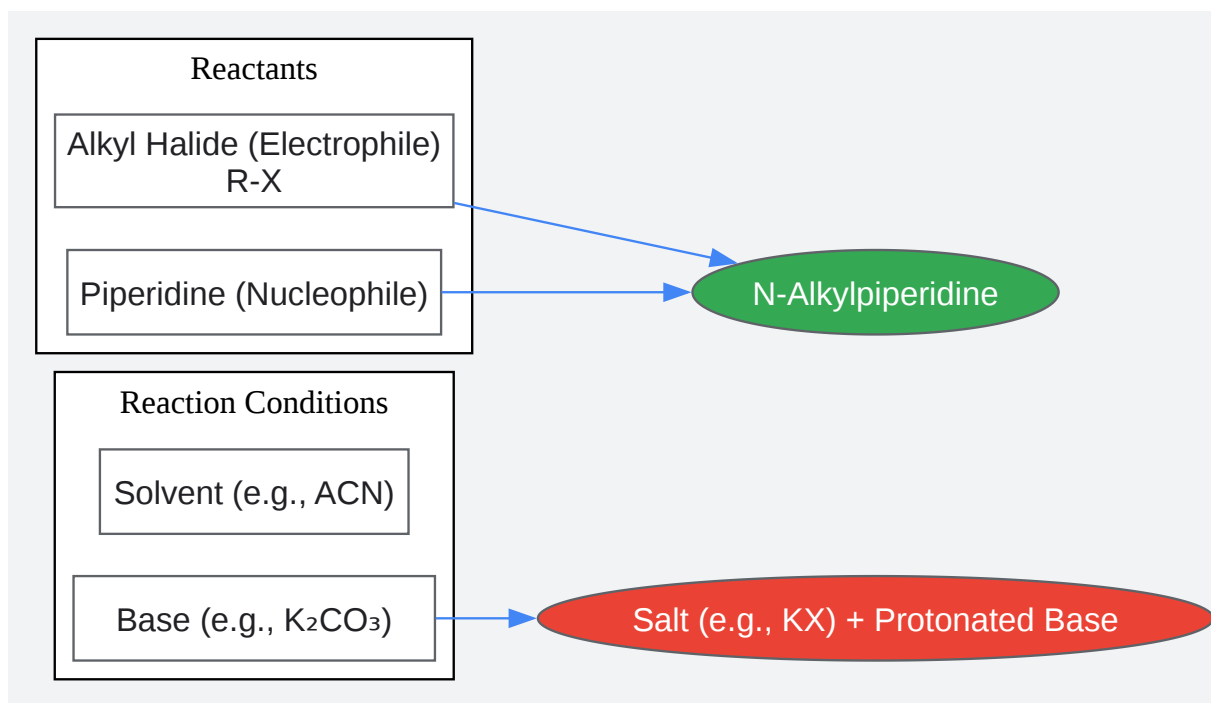 Reactants
Alkyl Halide (Electrophile)
R-X
Piperidine (Nucleophile)
N-Alkylpiperidine
Reaction Conditions
Solvent (e.g., ACN)
Base (e.g., K₂CO₃)
Salt (e.g., KX) + Protonated Base